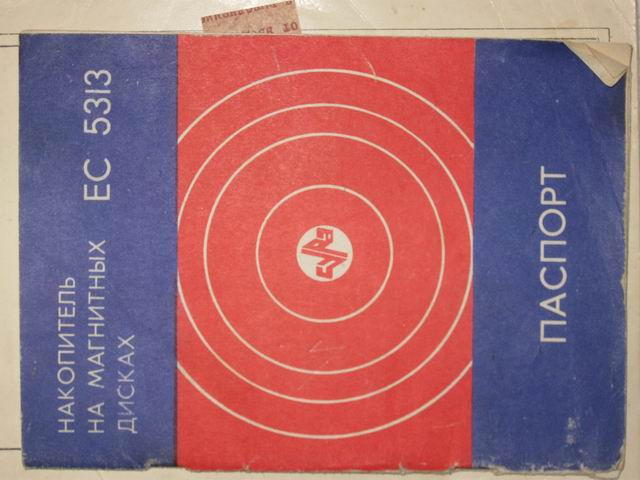 НАКОПИТЕЛЬ
НА МАГНИТНЫХ ЕС 5313
ДИСКАХ
ПАСПОРТ